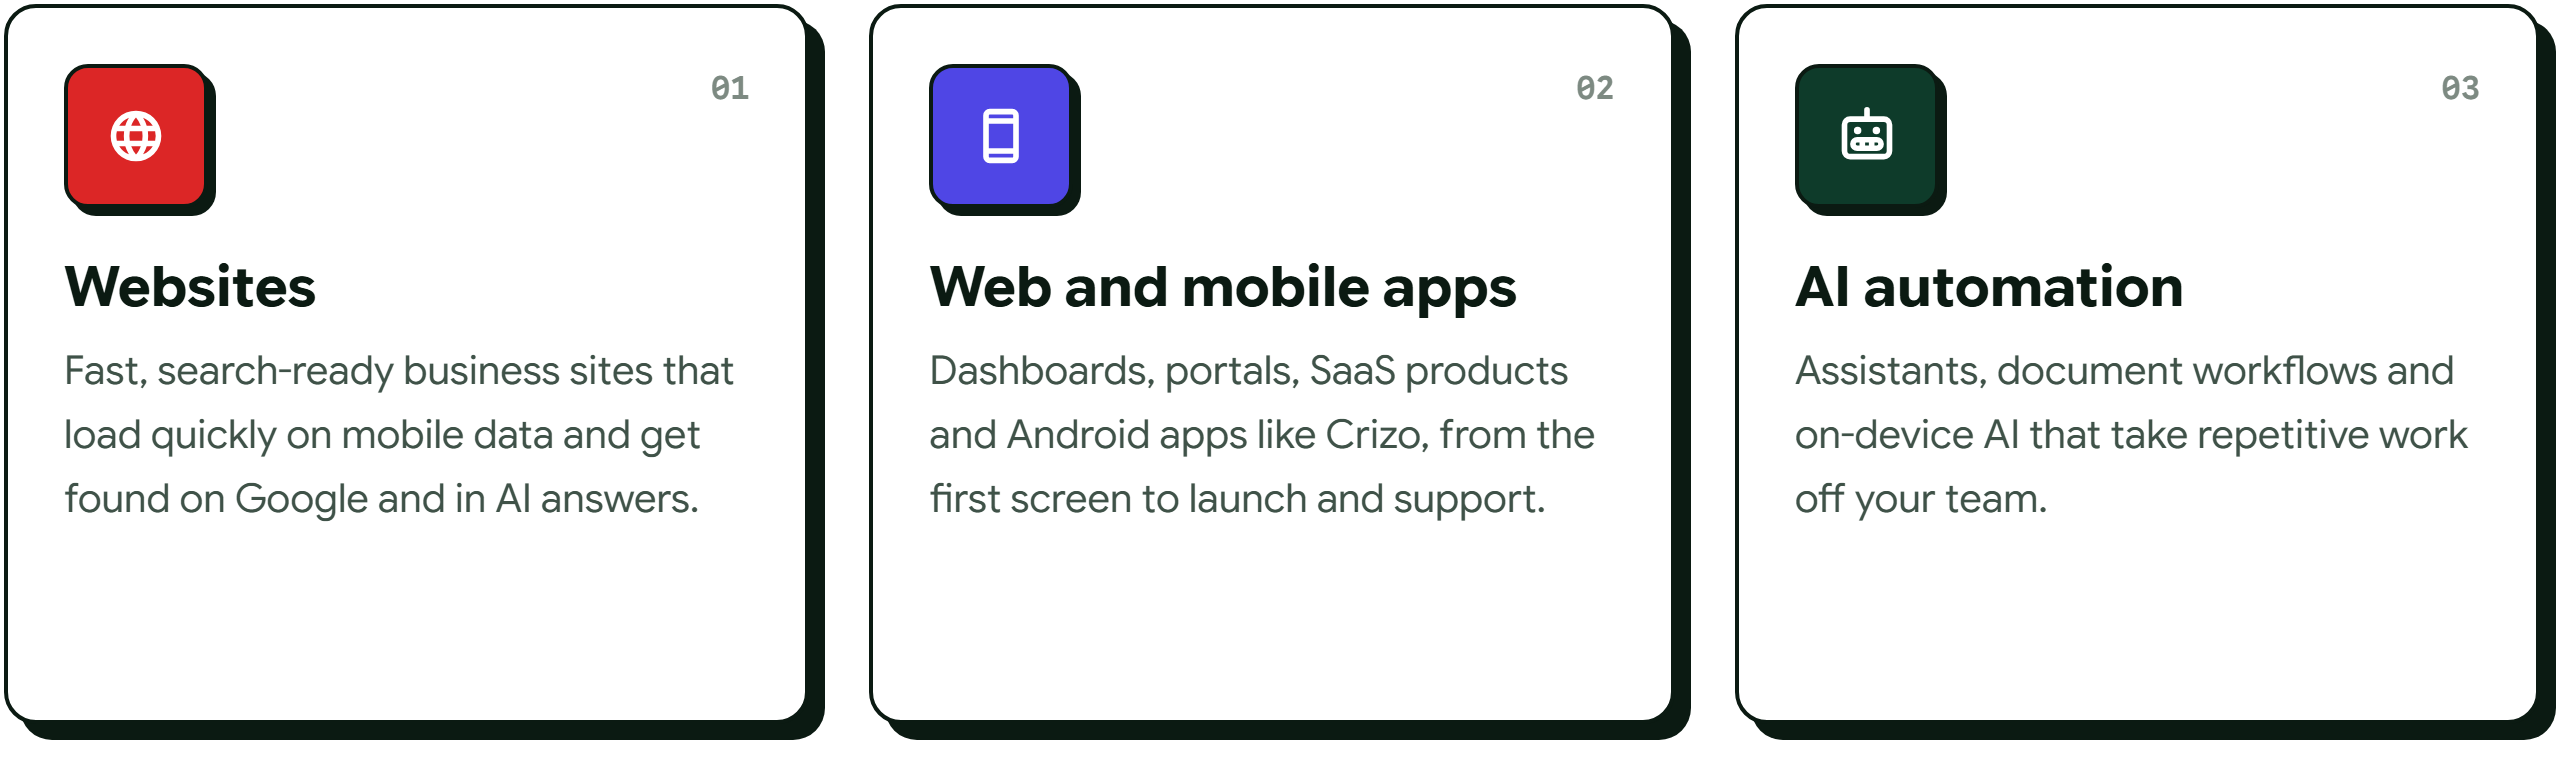 01
Websites
Fast, search-ready business sites that
load quickly on mobile data and get
found on Google and in AI answers.
02
Web and mobile apps
Dashboards, portals, SaaS products
and Android apps like Crizo, from the
first screen to launch and support.
03
AI automation
Assistants, document workflows and
on-device AI that take repetitive work
off your team.